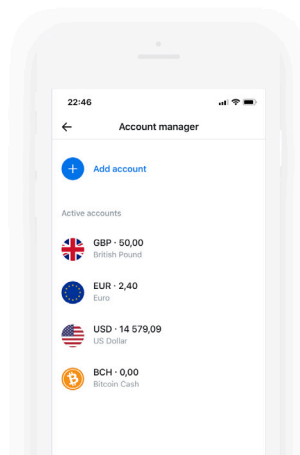 22:46
Account manager
Add account
Active accounts
GBP · 50,00
British Pound
EUR · 2,40
Euro
USD · 14 579,09
US Dollar
BCH · 0,00
Bitcoin Cash